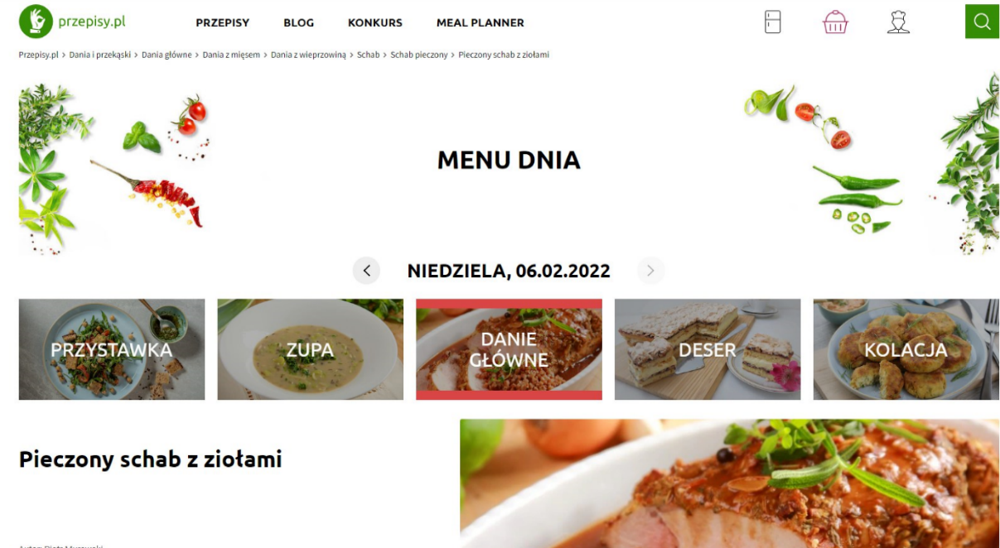 przepisy.pl
PRZEPISY BLOG KONKURS MEAL PLANNER
Przepisy.pl > Dania i przekąski > Dania główne > Dania z mięsem > Dania z wieprzowiną > Schab > Schab pieczony > Pieczony schab z ziołami
MENU DNIA
NIEDZIELA, 06.02.2022
PRZYSTAWKA
ZUPA
DANIE
GŁÓWNE
DESER
KOLACJA
Pieczony schab z ziołami